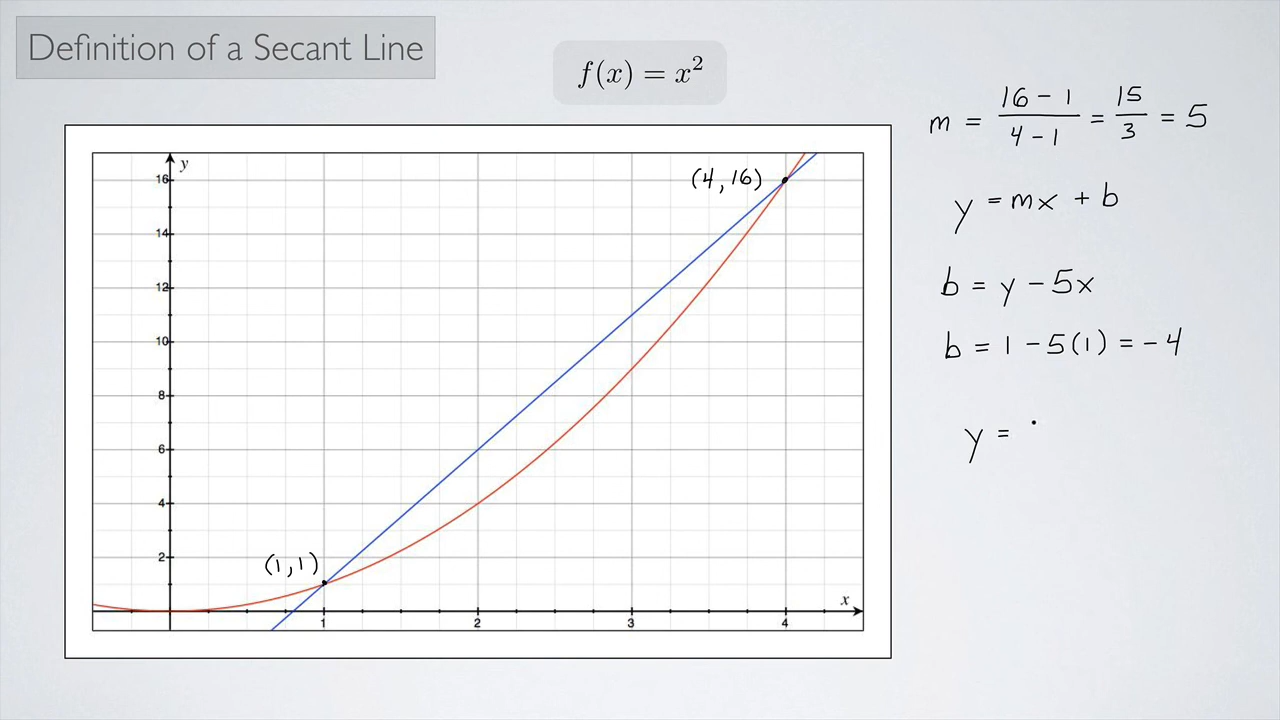 Definition of a Secant Line
f(x) = x²
m = 16 - 1 / 4 - 1 = 15 / 3 = 5
y = mx + b
b = y - 5x
b = 1 - 5(1) = -4
y =
y
16
14
12
10
8
6
4
2
(4, 16)
(1, 1)
x
1 2 3 4